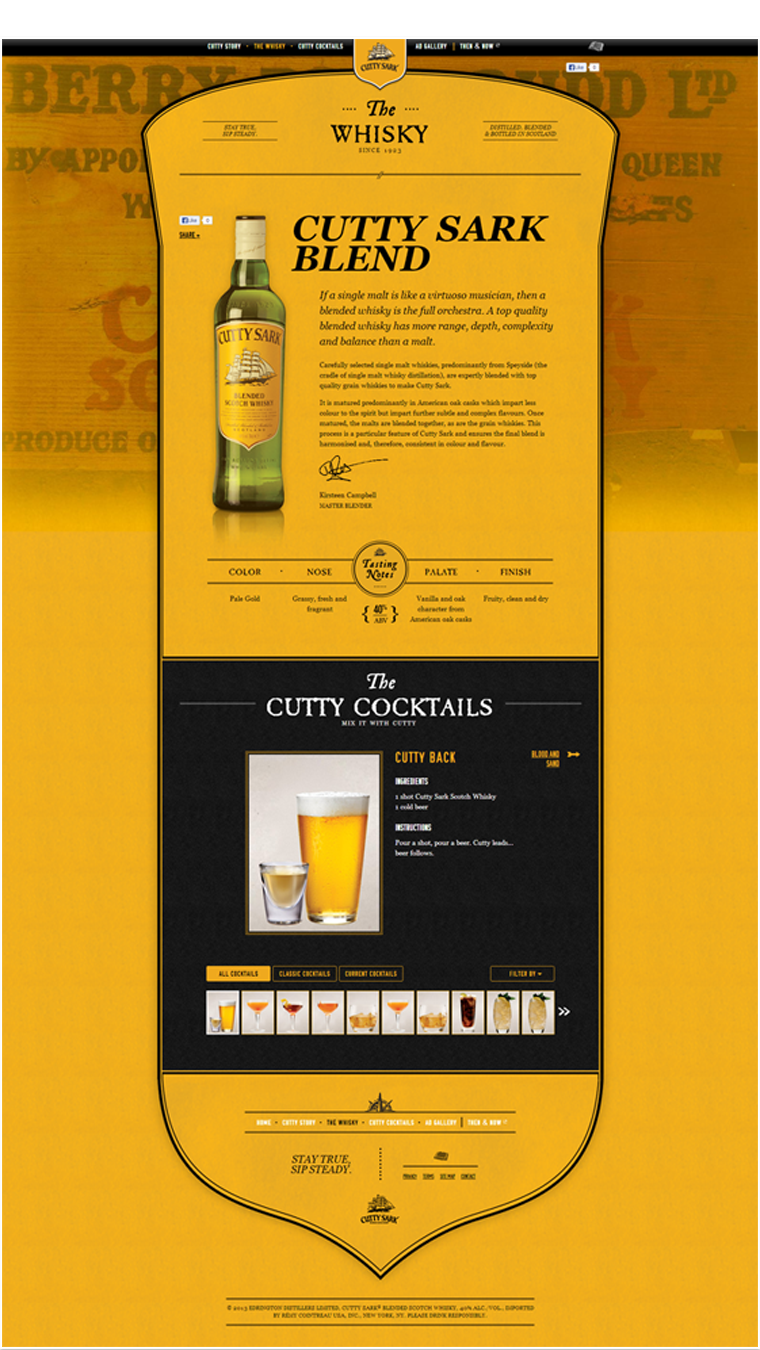 CUTTY STORY • THE WHISKY • CUTTY COCKTAILS
CUTTY SARK
AD GALLERY | THEN & NOW
Like 0
BERRY
HOD LTD
BY APPOI
QUEEN
PRODUCE O
STAY TRUE,
SIP STEADY.
The
WHISKY
SINCE 1923
DISTILLED, BLENDED
& BOTTLED IN SCOTLAND
Like 0
SHARE +
CUTTY SARK
BLENDED
SCOTCH WHISKY
CUTTY SARK
BLEND
If a single malt is like a virtuoso musician, then a
blended whisky is the full orchestra. A top quality
blended whisky has more range, depth, complexity
and balance than a malt.
Carefully selected single malt whiskies, predominantly from Speyside (the
cradle of single malt whisky distillation), are expertly blended with top
quality grain whiskies to make Cutty Sark.
It is matured predominantly in American oak casks which impart less
colour to the spirit but impart further subtle and complex flavours. Once
matured, the malts are blended together, as are the grain whiskies. This
process is a particular feature of Cutty Sark and ensures the final blend is
harmonised and, therefore, consistent in colour and flavour.
Kirsteen Campbell
MASTER BLENDER
COLOR • NOSE
Tasting
Notes
PALATE • FINISH
Pale Gold
Grassy, fresh and
fragrant
{ 40%
ABV }
Vanilla and oak
character from
American oak casks
Fruity, clean and dry
The
CUTTY COCKTAILS
MIX IT WITH CUTTY
CUTTY BACK
BLOOD AND
SAND
INGREDIENTS
1 shot Cutty Sark Scotch Whisky
1 cold beer
INSTRUCTIONS
Pour a shot, pour a beer. Cutty leads...
beer follows.
ALL COCKTAILS CLASSIC COCKTAILS CURRENT COCKTAILS FILTER BY
HOME • CUTTY STORY • THE WHISKY • CUTTY COCKTAILS • AD GALLERY | THEN & NOW
STAY TRUE,
SIP STEADY.
PRIVACY TERMS SITE MAP CONTACT
CUTTY SARK
© 2013 EDRINGTON DISTILLERS LIMITED. CUTTY SARK® BLENDED SCOTCH WHISKY. 40% ALC./VOL., IMPORTED
BY RÉMY COINTREAU USA, INC., NEW YORK, NY. PLEASE DRINK RESPONSIBLY.